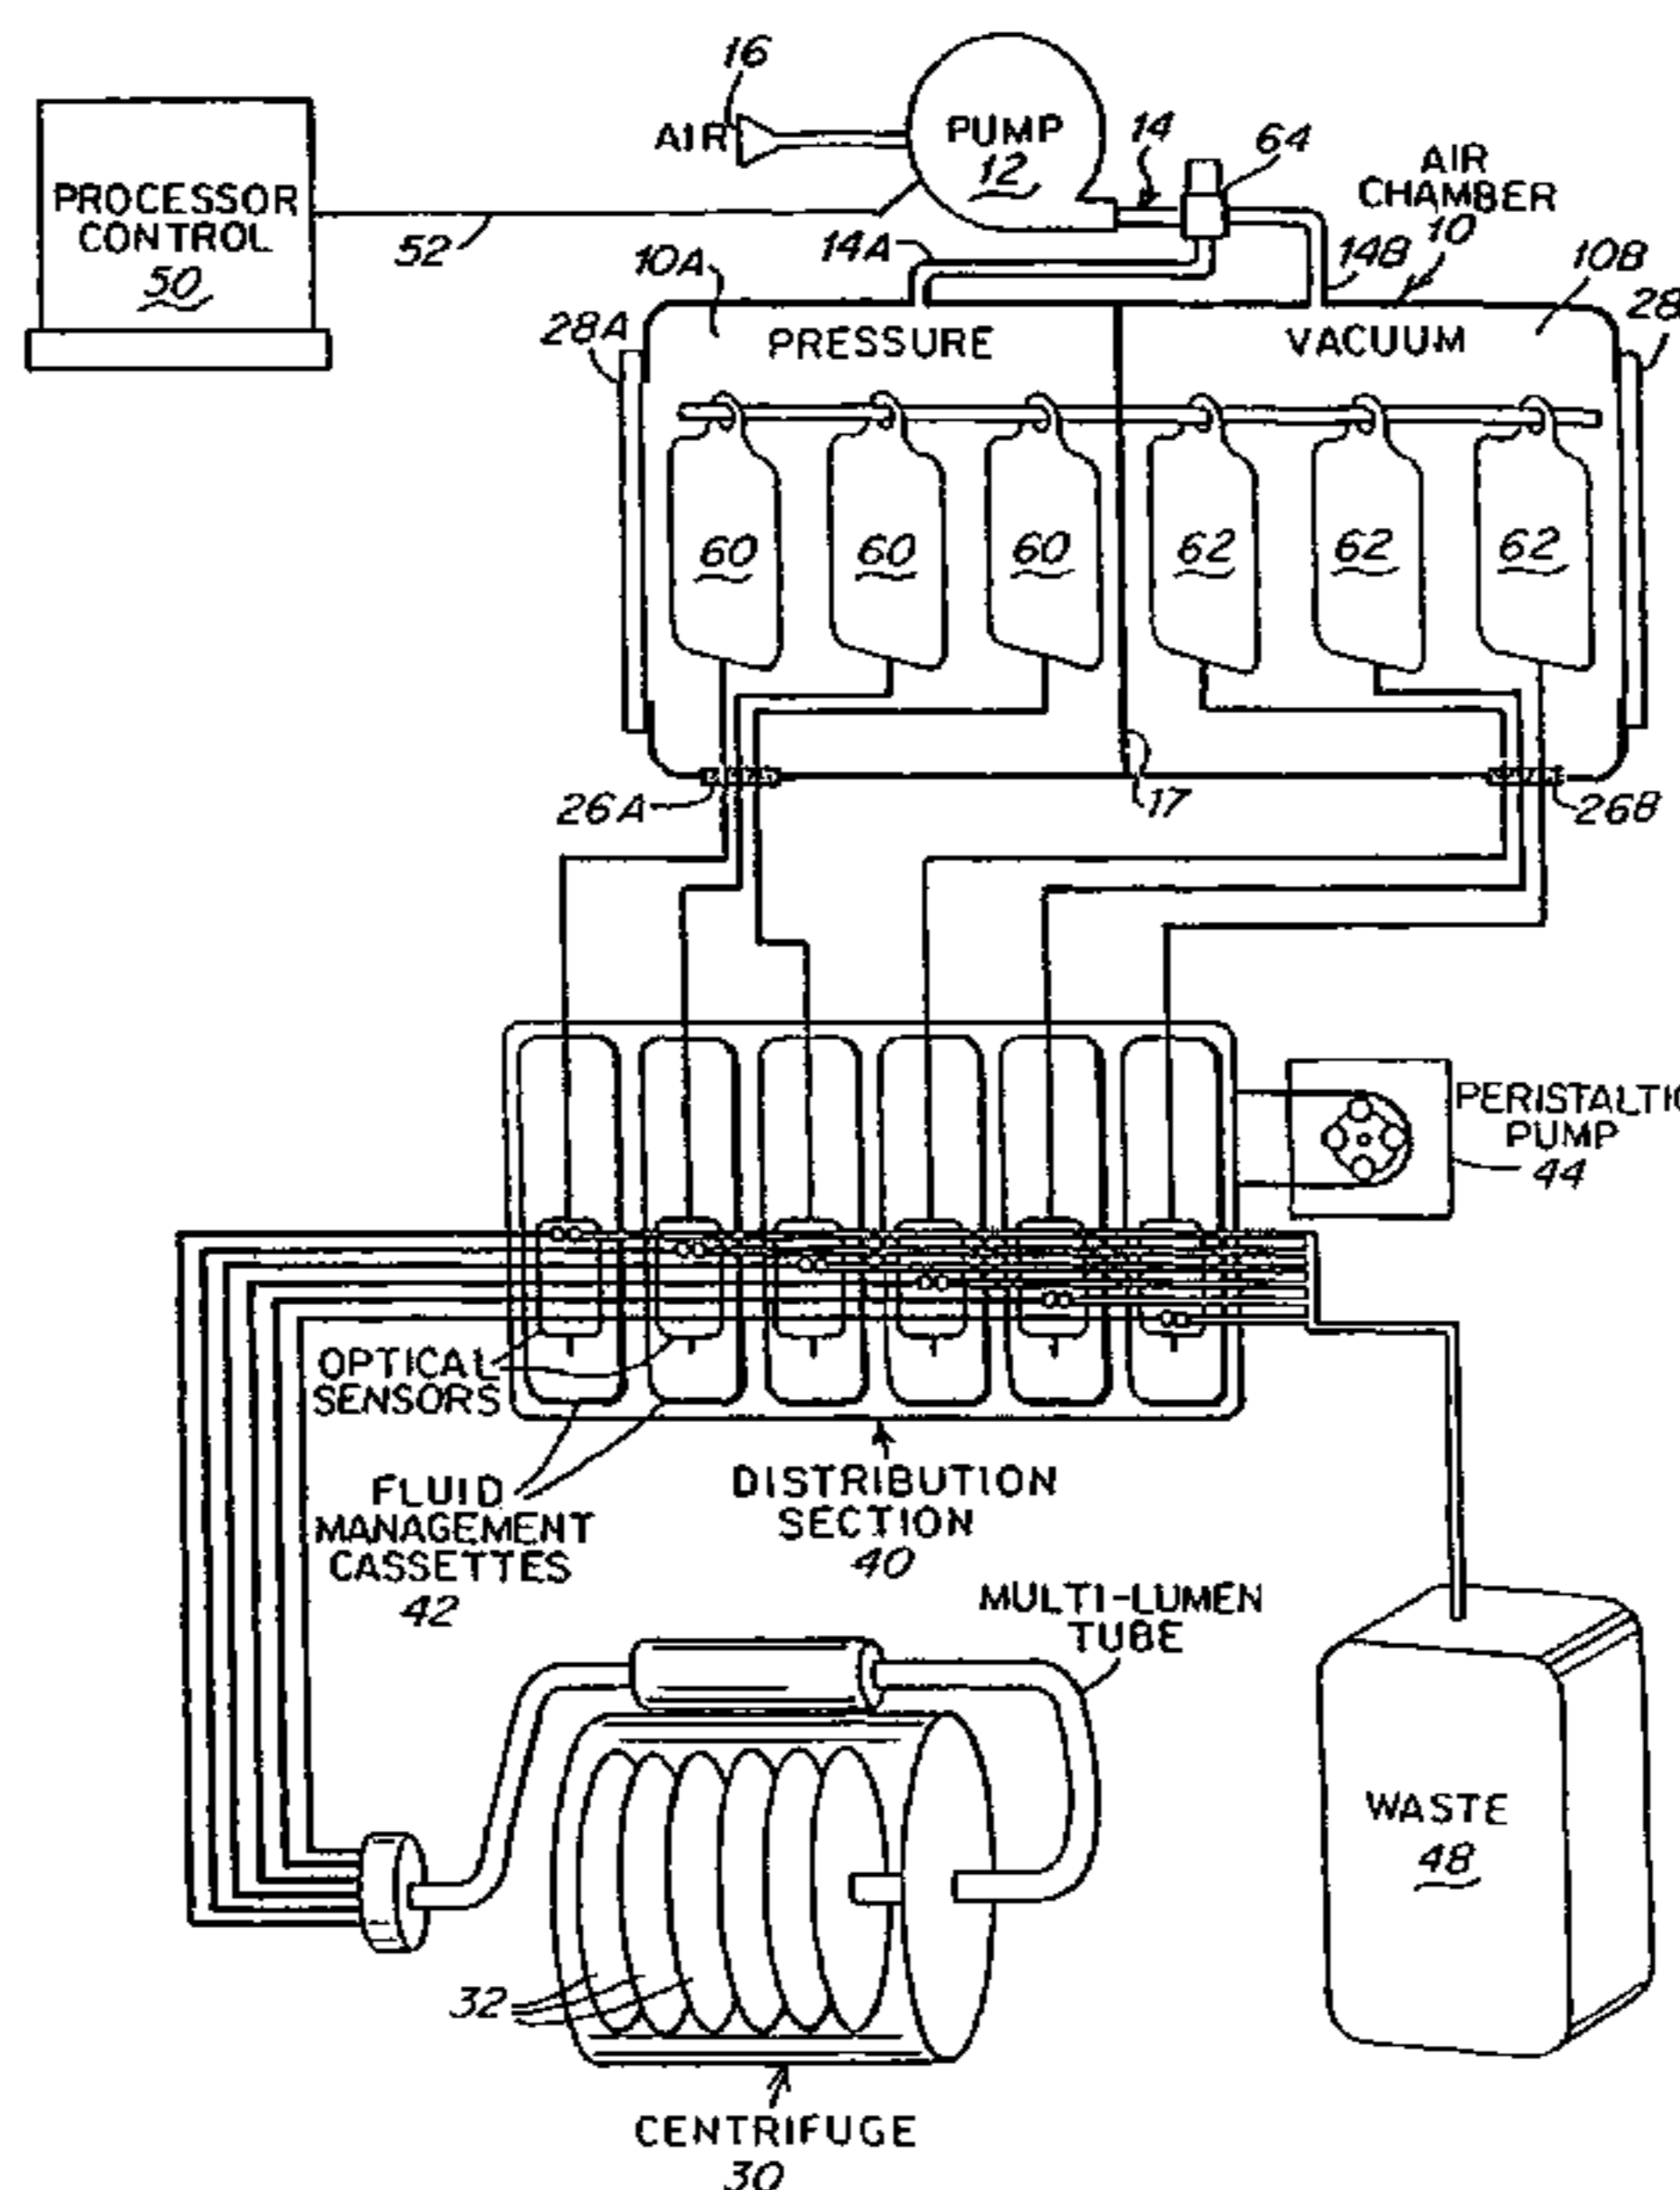 16
AIR
PUMP
12
14
64
AIR
CHAMBER
10
PROCESSOR
CONTROL
50
52
14A
14B
10A
10B
28A
28
PRESSURE
VACUUM
60
60
60
62
62
62
26A
17
26B
PERISTALTIC
PUMP
44
OPTICAL
SENSORS
FLUID
MANAGEMENT
CASSETTES
42
DISTRIBUTION
SECTION
40
MULTI-LUMEN
TUBE
WASTE
48
32
CENTRIFUGE
30